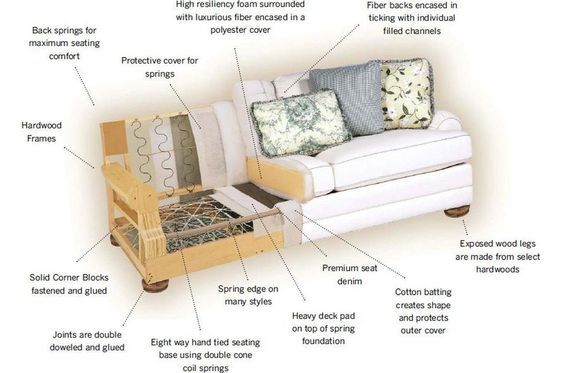 High resiliency foam surrounded
with luxurious fiber encased in a
polyester cover
Fiber backs encased in
ticking with individual
filled channels
Back springs for
maximum seating
comfort
Protective cover for
springs
Hardwood
Frames
Exposed wood legs
are made from select
hardwoods
Solid Corner Blocks
fastened and glued
Spring edge on
many styles
Premium seat
denim
Cotton batting
creates shape
and protects
outer cover
Joints are double
doweled and glued
Eight way hand tied seating
base using double cone
coil springs
Heavy deck pad
on top of spring
foundation